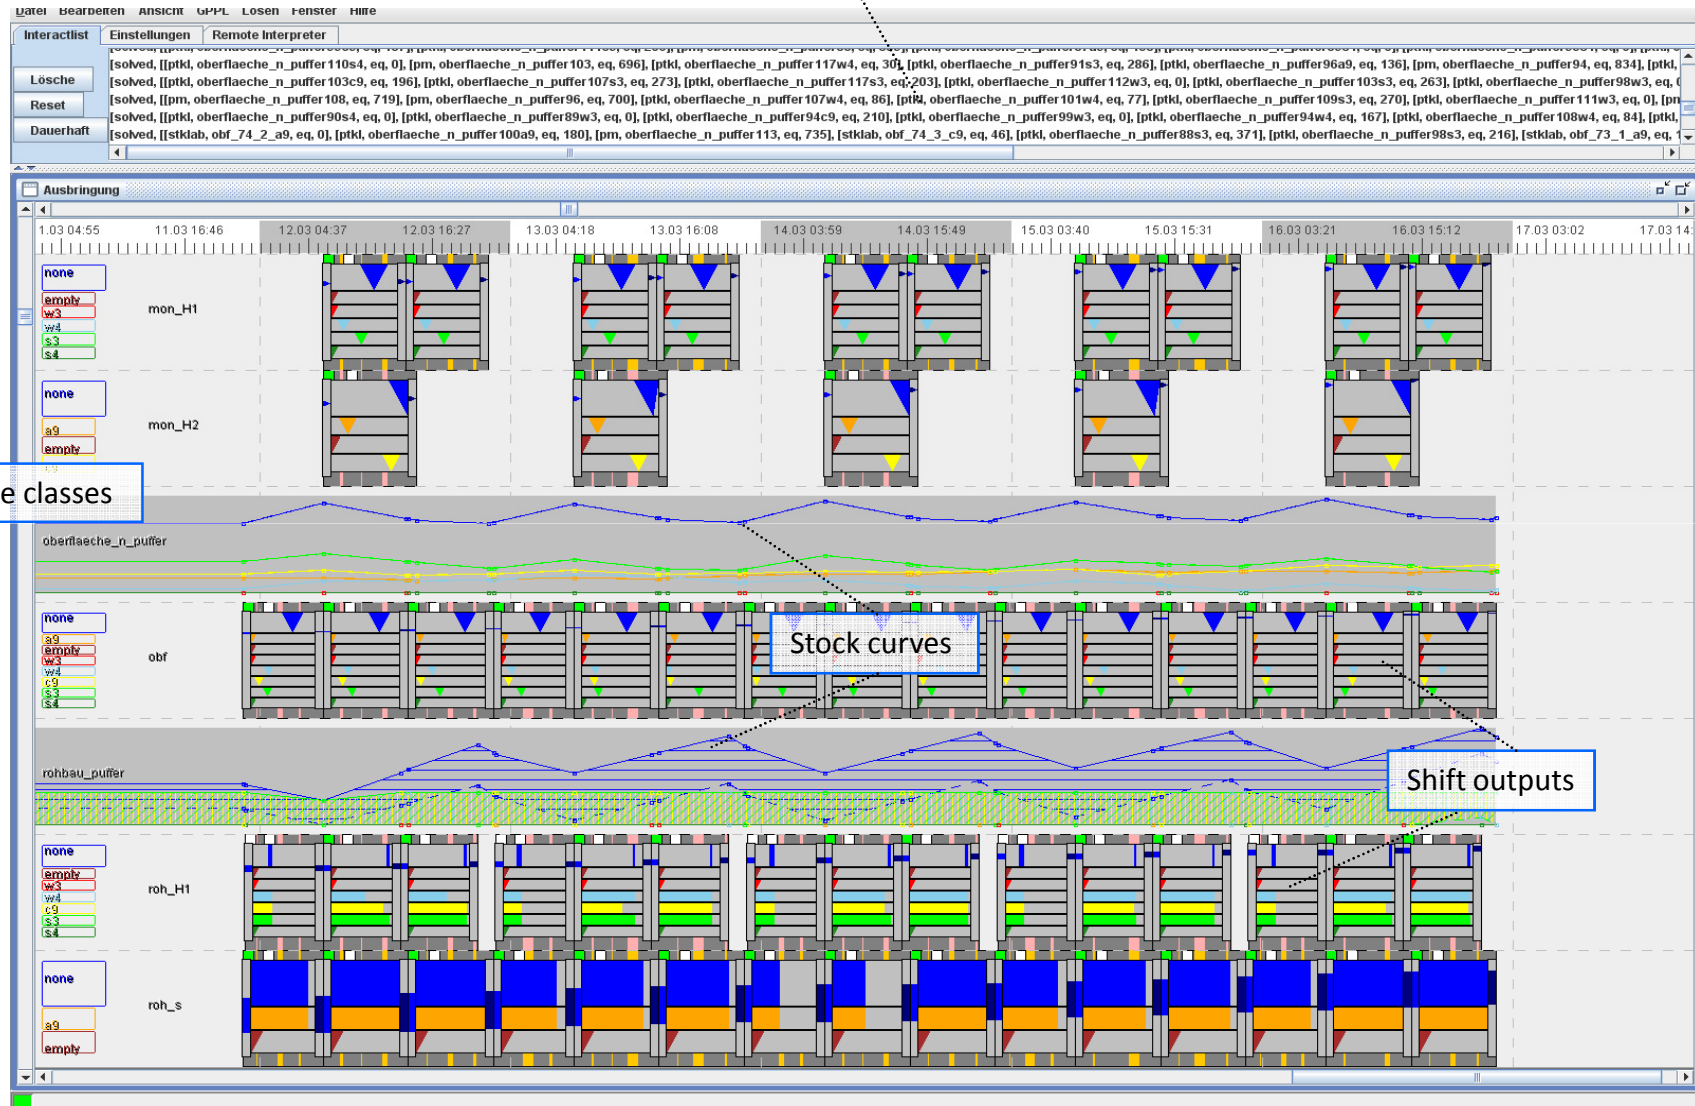 Datei Bearbeiten Ansicht GPPL Lösen Fenster Hilfe
Interactlist Einstellungen Remote Interpreter
[solved, [[ptkl, oberflaeche_n_puffer110s4, eq, 0], [pm, oberflaeche_n_puffer103, eq, 696], [ptkl, oberflaeche_n_puffer117w4, eq, 30], [ptkl, oberflaeche_n_puffer91s3, eq, 286], [ptkl, oberflaeche_n_puffer96a9, eq, 136], [pm, oberflaeche_n_puffer94, eq, 834], [ptkl,
Lösche
[solved, [[ptkl, oberflaeche_n_puffer103c9, eq, 196], [ptkl, oberflaeche_n_puffer107s3, eq, 273], [ptkl, oberflaeche_n_puffer117s3, eq, 203], [ptkl, oberflaeche_n_puffer112w3, eq, 0], [ptkl, oberflaeche_n_puffer103s3, eq, 263], [ptkl, oberflaeche_n_puffer98w3, eq,
Reset
[solved, [[pm, oberflaeche_n_puffer108, eq, 719], [pm, oberflaeche_n_puffer96, eq, 700], [ptkl, oberflaeche_n_puffer107w4, eq, 86], [ptkl, oberflaeche_n_puffer101w4, eq, 77], [ptkl, oberflaeche_n_puffer109s3, eq, 270], [ptkl, oberflaeche_n_puffer111w3, eq, 0], [pm
[solved, [[ptkl, oberflaeche_n_puffer90s4, eq, 0], [ptkl, oberflaeche_n_puffer89w3, eq, 0], [ptkl, oberflaeche_n_puffer94c9, eq, 210], [ptkl, oberflaeche_n_puffer99w3, eq, 0], [ptkl, oberflaeche_n_puffer94w4, eq, 167], [ptkl, oberflaeche_n_puffer108w4, eq, 84], [ptkl,
Dauerhaft
[solved, [[stklab, obf_74_2_a9, eq, 0], [ptkl, oberflaeche_n_puffer100a9, eq, 180], [pm, oberflaeche_n_puffer113, eq, 735], [stklab, obf_74_3_c9, eq, 46], [ptkl, oberflaeche_n_puffer88s3, eq, 371], [ptkl, oberflaeche_n_puffer98s3, eq, 216], [stklab, obf_73_1_a9, eq,
Ausbringung
1.03 04:55 11.03 16:46 12.03 04:37 12.03 16:27 13.03 04:18 13.03 16:08 14.03 03:59 14.03 15:49 15.03 03:40 15.03 15:31 16.03 03:21 16.03 15:12 17.03 03:02 17.03 14:
none
empty
w3
w4
s3
s4
mon_H1
none
a9
empty
mon_H2
e classes
oberflaeche_n_puffer
none
a9
empty
w3
w4
c9
s3
s4
obf
Stock curves
rohbau_puffer
Shift outputs
none
empty
w3
w4
c9
s3
s4
roh_H1
none
a9
empty
roh_s